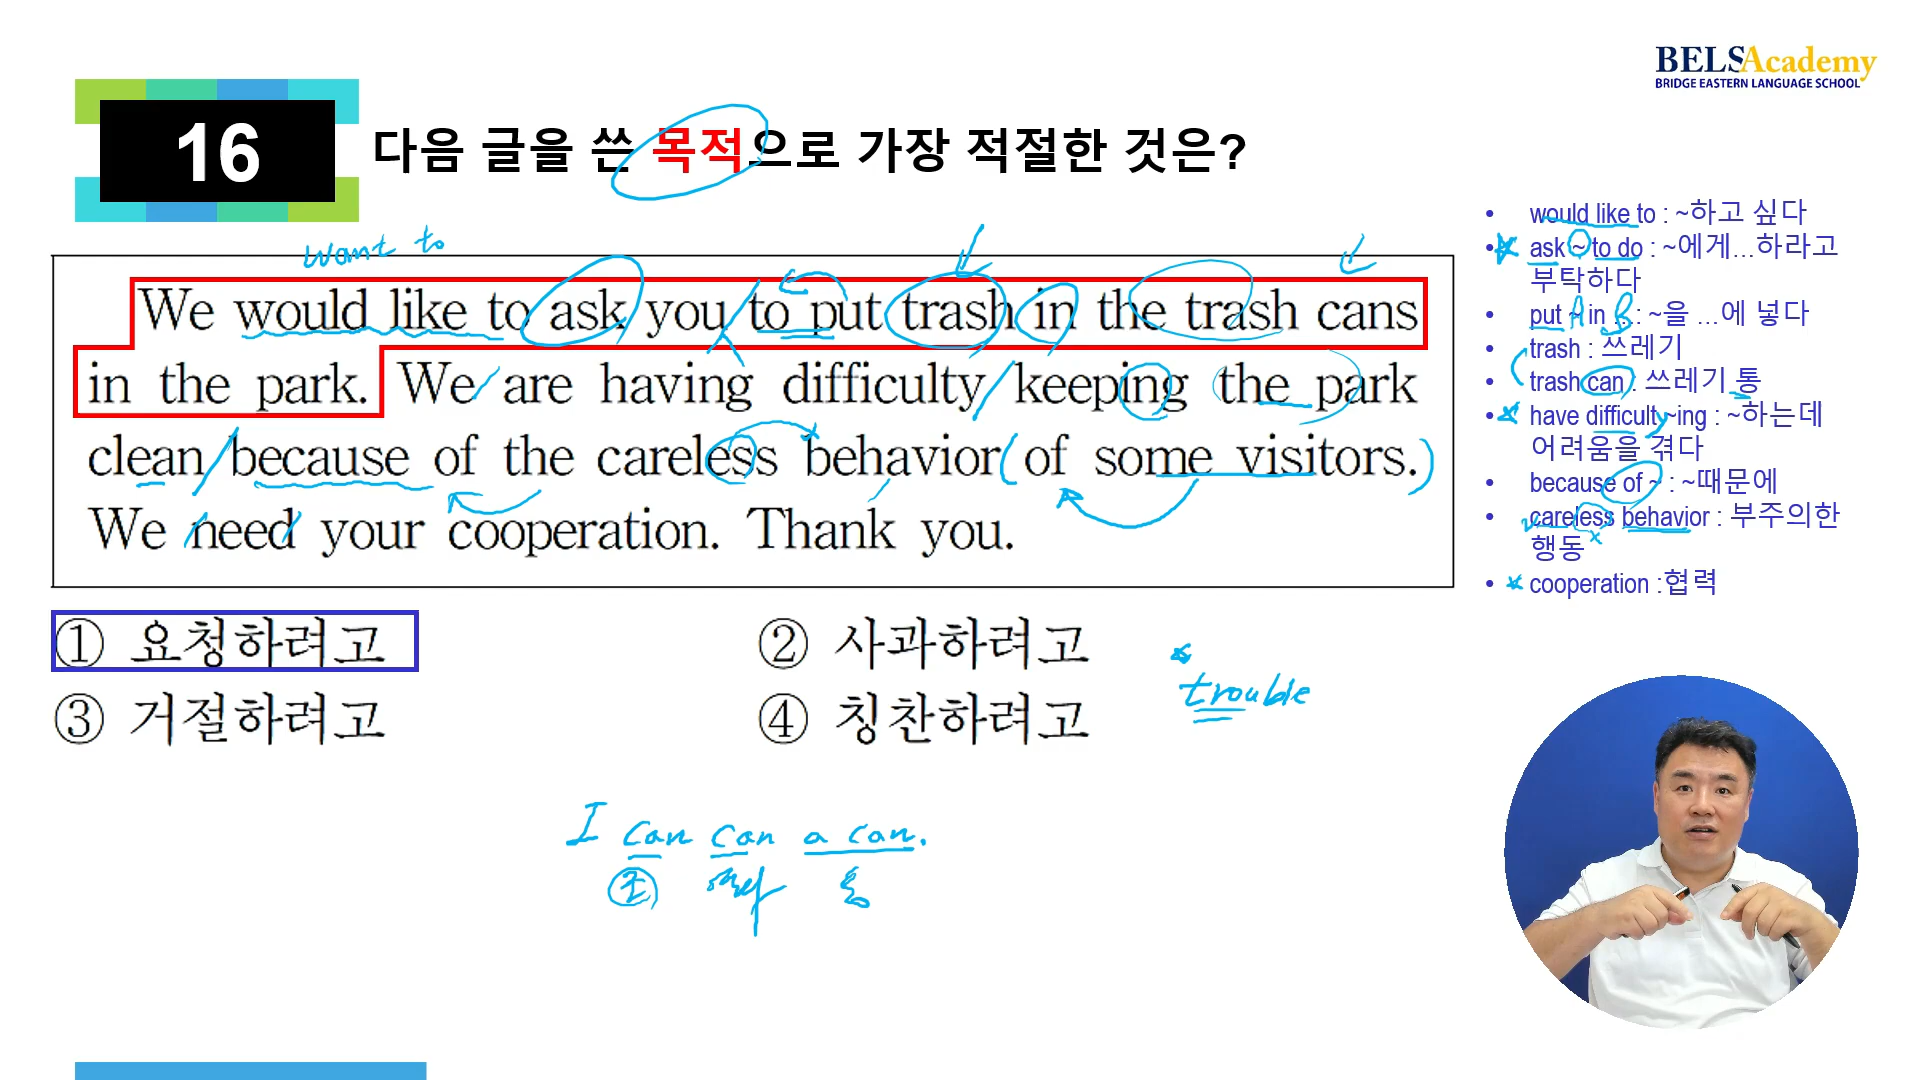 BELSAcademy
BRIDGE EASTERN LANGUAGE SCHOOL
16
다음 글을 쓴 목적으로 가장 적절한 것은?
want to
We would like to ask you to put trash in the trash cans
in the park. We are having difficulty keeping the park
clean because of the careless behavior of some visitors.
We need your cooperation. Thank you.
① 요청하려고
② 사과하려고
③ 거절하려고
④ 칭찬하려고
trouble
I can can a can.
통
• would like to : ~하고 싶다
• ask ~ to do : ~에게...하라고
부탁하다
• put ~ in ... : ~을 ...에 넣다
A B
• trash : 쓰레기
• trash can : 쓰레기 통
• have difficulty ~ing : ~하는데
어려움을 겪다
• because of ~ : ~때문에
• careless behavior : 부주의한
행동
• cooperation :협력